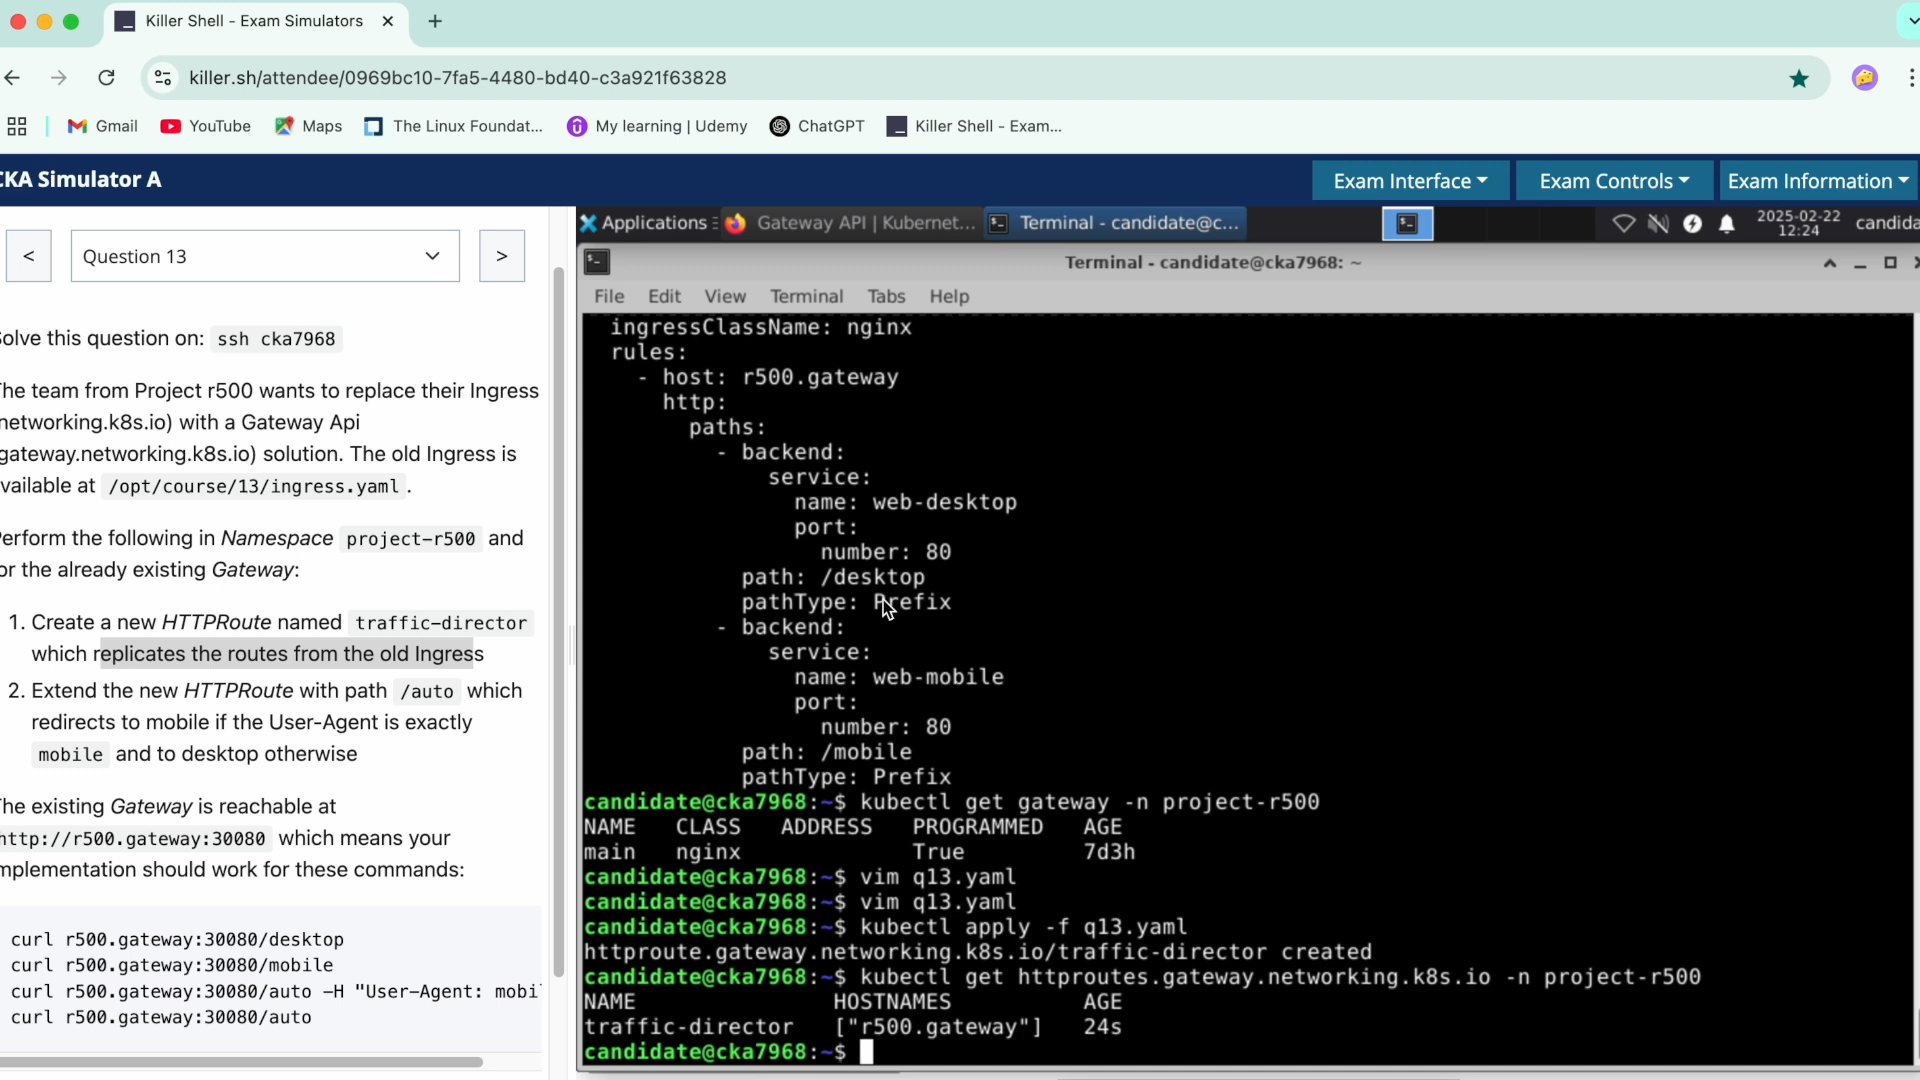 Killer Shell - Exam Simulators
killer.sh/attendee/0969bc10-7fa5-4480-bd40-c3a921f63828
Gmail
YouTube
Maps
The Linux Foundat...
My learning | Udemy
ChatGPT
Killer Shell - Exam...
CKA Simulator A
Exam Interface
Exam Controls
Exam Information
<
Question 13
>
olve this question on: ssh cka7968
he team from Project r500 wants to replace their Ingress
networking.k8s.io) with a Gateway Api
gateway.networking.k8s.io) solution. The old Ingress is
vailable at /opt/course/13/ingress.yaml .
erform the following in Namespace project-r500 and
or the already existing Gateway:
1. Create a new HTTPRoute named traffic-director
which replicates the routes from the old Ingress
2. Extend the new HTTPRoute with path /auto which
redirects to mobile if the User-Agent is exactly
mobile and to desktop otherwise
he existing Gateway is reachable at
http://r500.gateway:30080 which means your
mplementation should work for these commands:
curl r500.gateway:30080/desktop
curl r500.gateway:30080/mobile
curl r500.gateway:30080/auto -H "User-Agent: mobi
curl r500.gateway:30080/auto
Applications
Gateway API | Kubernet...
Terminal - candidate@c...
2025-02-22
12:24
candida
Terminal - candidate@cka7968: ~
File Edit View Terminal Tabs Help
ingressClassName: nginx
rules:
- host: r500.gateway
http:
paths:
- backend:
service:
name: web-desktop
port:
number: 80
path: /desktop
pathType: Prefix
- backend:
service:
name: web-mobile
port:
number: 80
path: /mobile
pathType: Prefix
candidate@cka7968:~$ kubectl get gateway -n project-r500
NAME CLASS ADDRESS PROGRAMMED AGE
main nginx True 7d3h
candidate@cka7968:~$ vim q13.yaml
candidate@cka7968:~$ vim q13.yaml
candidate@cka7968:~$ kubectl apply -f q13.yaml
httproute.gateway.networking.k8s.io/traffic-director created
candidate@cka7968:~$ kubectl get httproutes.gateway.networking.k8s.io -n project-r500
NAME HOSTNAMES AGE
traffic-director ["r500.gateway"] 24s
candidate@cka7968:~$